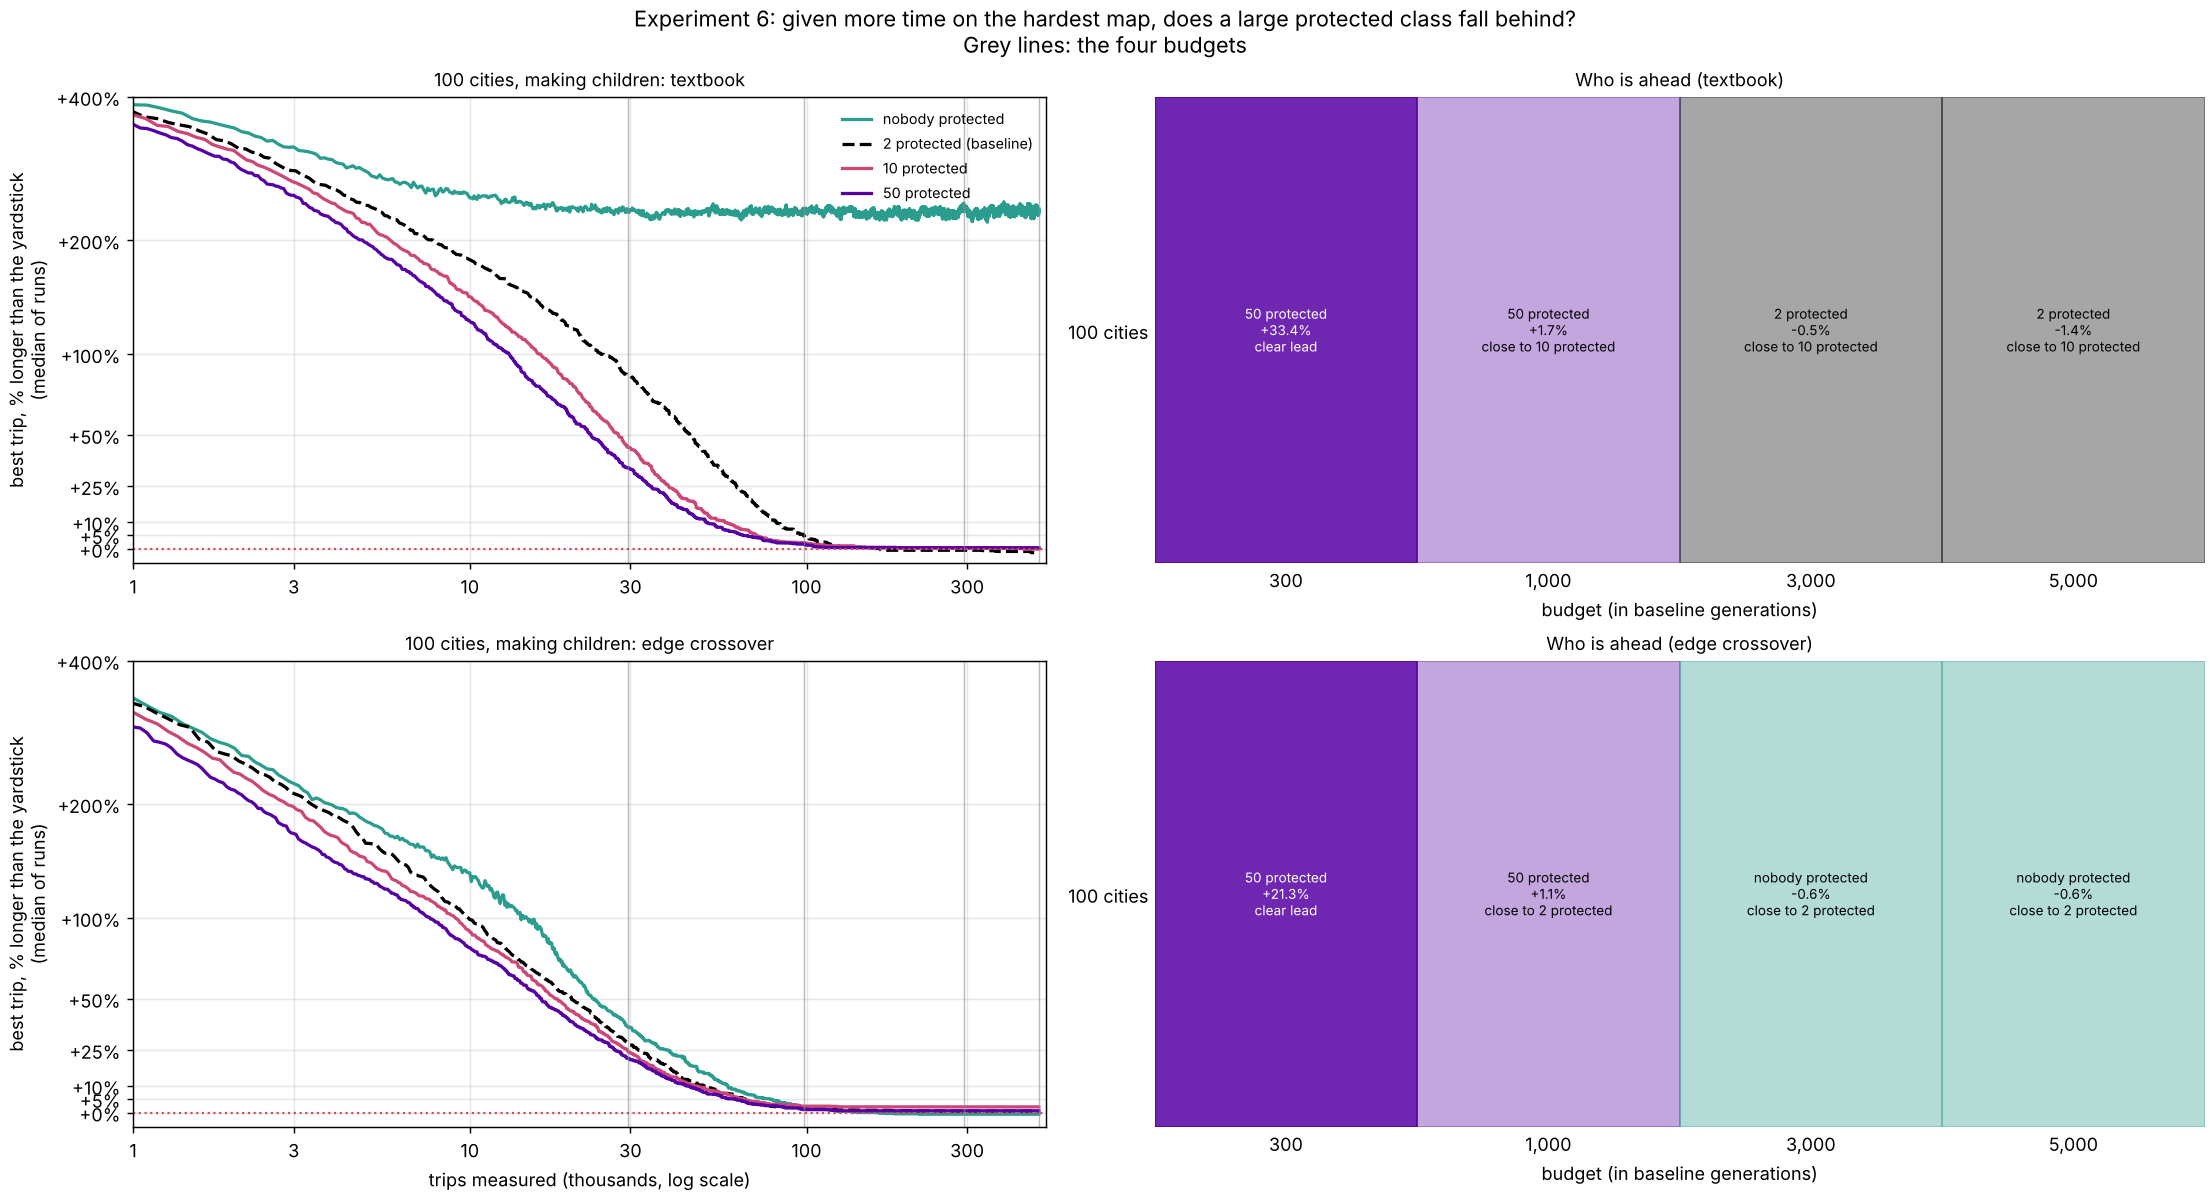 Experiment 6: given more time on the hardest map, does a large protected class fall behind?
Grey lines: the four budgets
100 cities, making children: textbook
+400%
+200%
+100%
+50%
+25%
+10%
+5%
+0%
best trip, % longer than the yardstick
(median of runs)
nobody protected
2 protected (baseline)
10 protected
50 protected
1
3
10
30
100
300
Who is ahead (textbook)
100 cities
50 protected
+33.4%
clear lead
50 protected
+1.7%
close to 10 protected
2 protected
-0.5%
close to 10 protected
2 protected
-1.4%
close to 10 protected
300
1,000
3,000
5,000
budget (in baseline generations)
100 cities, making children: edge crossover
+400%
+200%
+100%
+50%
+25%
+10%
+5%
+0%
best trip, % longer than the yardstick
(median of runs)
1
3
10
30
100
300
trips measured (thousands, log scale)
Who is ahead (edge crossover)
100 cities
50 protected
+21.3%
clear lead
50 protected
+1.1%
close to 2 protected
nobody protected
-0.6%
close to 2 protected
nobody protected
-0.6%
close to 2 protected
300
1,000
3,000
5,000
budget (in baseline generations)